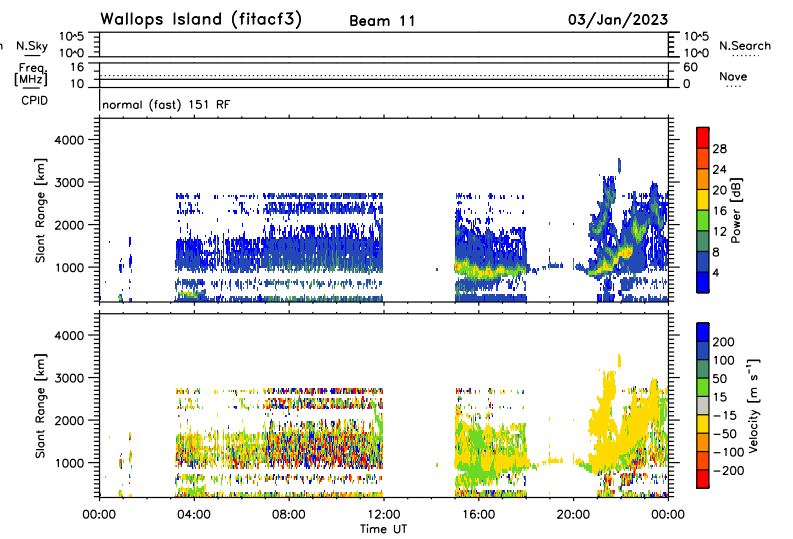 Wallops Island (fitacf3) Beam 11 03/Jan/2023
N.Sky 10^5 10^5 N.Search
10^0 10^0
Freq. 16 60 Nave
[MHz] 10 0
CPID normal (fast) 151 RF
Slant Range [km]
4000
3000
2000
1000
Power [dB]
28
24
20
16
12
8
4
Slant Range [km]
4000
3000
2000
1000
Velocity [m s⁻¹]
200
100
50
15
-15
-50
-100
-200
00:00 04:00 08:00 12:00 16:00 20:00 00:00
Time UT